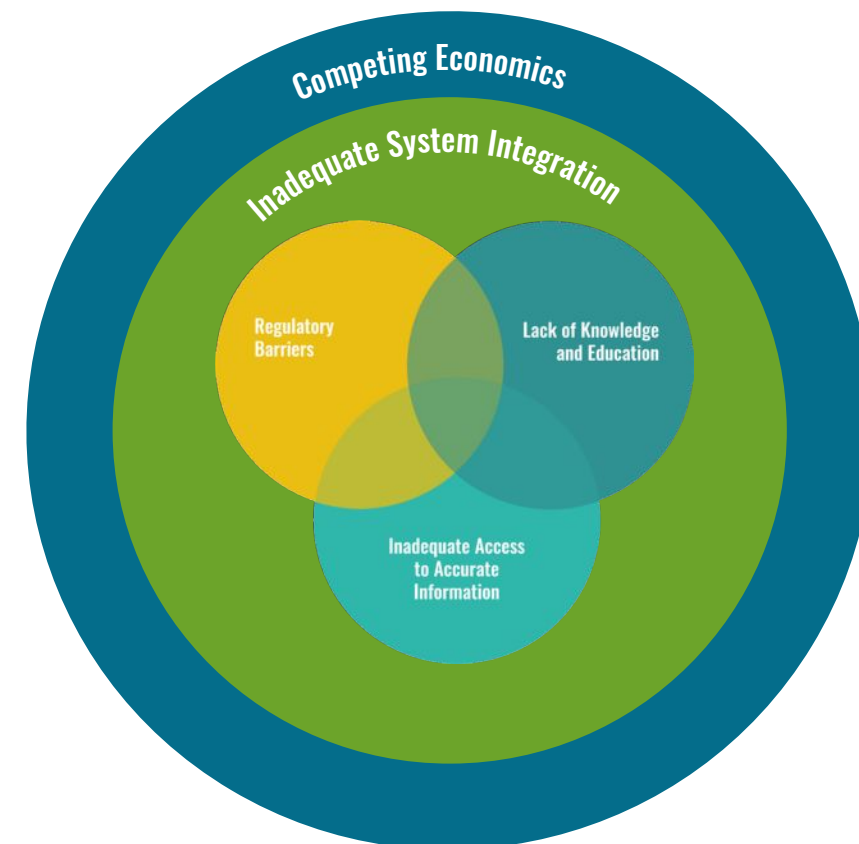 Competing Economics
Inadequate System Integration
Regulatory
Barriers
Lack of Knowledge
and Education
Inadequate Access
to Accurate
Information